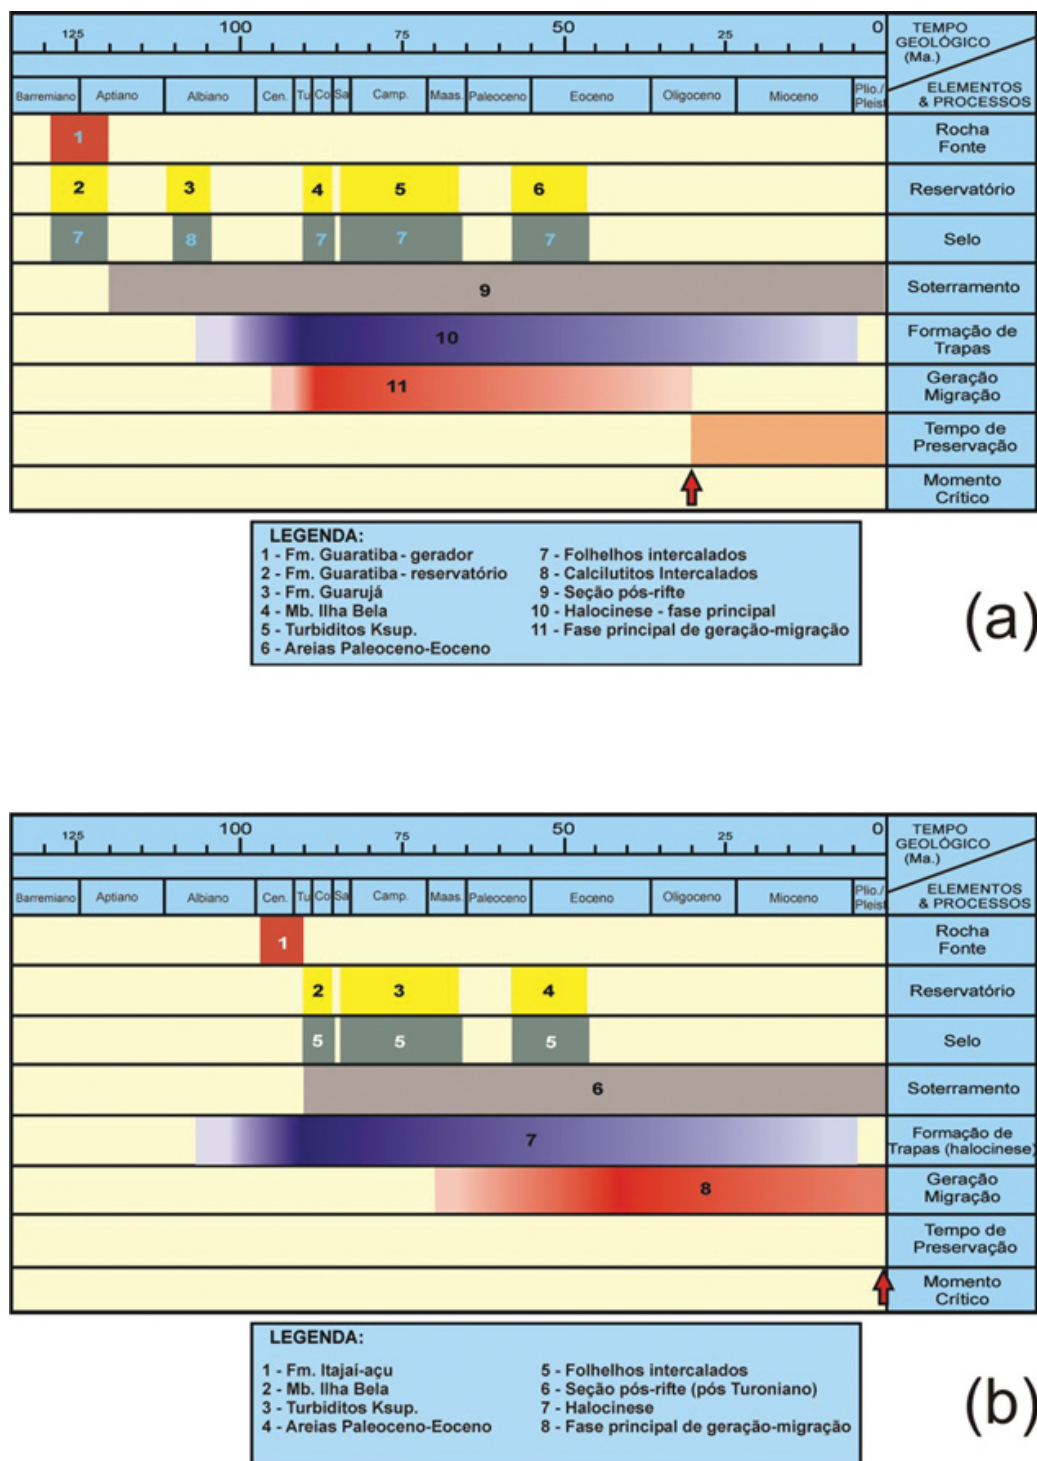 125
100
75
50
25
0
TEMPO
GEOLÓGICO
(Ma.)
Barremiano Aptiano Albiano Cen. Tu Co Sa Camp. Maas. Paleoceno Eoceno Oligoceno Mioceno Plio./
Pleist
ELEMENTOS
& PROCESSOS
1
Rocha
Fonte
2 3 4 5 6
Reservatório
7 8 7 7 7
Selo
9
Soterramento
10
Formação de
Trapas
11
Geração
Migração
Tempo de
Preservação
Momento
Crítico
LEGENDA:
1 - Fm. Guaratiba - gerador
2 - Fm. Guaratiba - reservatório
3 - Fm. Guarujá
4 - Mb. Ilha Bela
5 - Turbiditos Ksup.
6 - Areias Paleoceno-Eoceno
7 - Folhelhos intercalados
8 - Calcilutitos Intercalados
9 - Seção pós-rifte
10 - Halocinese - fase principal
11 - Fase principal de geração-migração
(a)
125
100
75
50
25
0
TEMPO
GEOLÓGICO
(Ma.)
Barremiano Aptiano Albiano Cen. Tu Co Sa Camp. Maas. Paleoceno Eoceno Oligoceno Mioceno Plio./
Pleist
ELEMENTOS
& PROCESSOS
1
Rocha
Fonte
2 3 4
Reservatório
5 5 5
Selo
6
Soterramento
7
Formação de
Trapas (halocinese)
8
Geração
Migração
Tempo de
Preservação
Momento
Crítico
LEGENDA:
1 - Fm. Itajaí-açu
2 - Mb. Ilha Bela
3 - Turbiditos Ksup.
4 - Areias Paleoceno-Eoceno
5 - Folhelhos intercalados
6 - Seção pós-rifte (pós Turoniano)
7 - Halocinese
8 - Fase principal de geração-migração
(b)